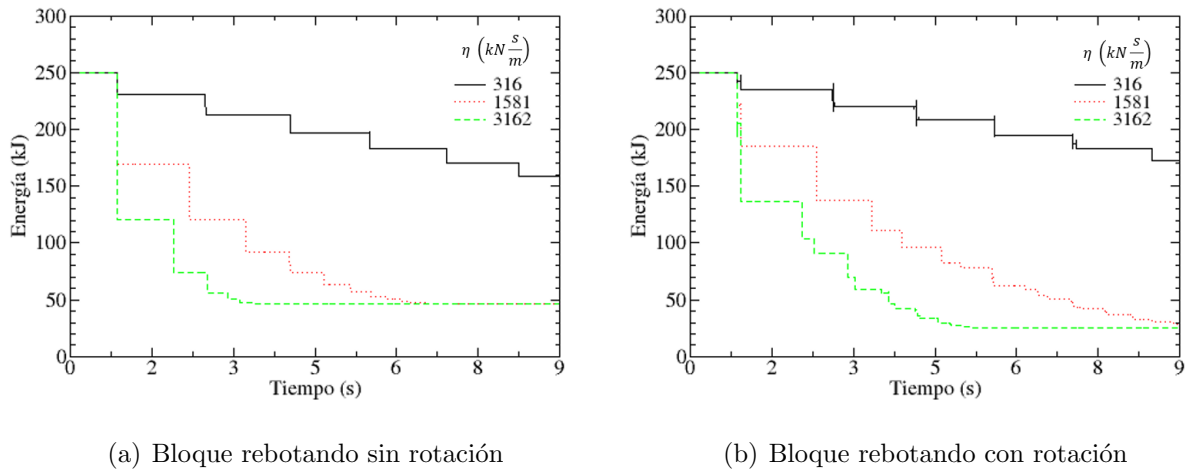 300
250
200
150
100
50
0
Energía (kJ)
η (kN s/m)
316
1581
3162
0 2 3 5 6 8 9
Tiempo (s)
(a) Bloque rebotando sin rotación
300
250
200
150
100
50
0
Energía (kJ)
η (kN s/m)
316
1581
3162
0 2 3 5 6 8 9
Tiempo (s)
(b) Bloque rebotando con rotación